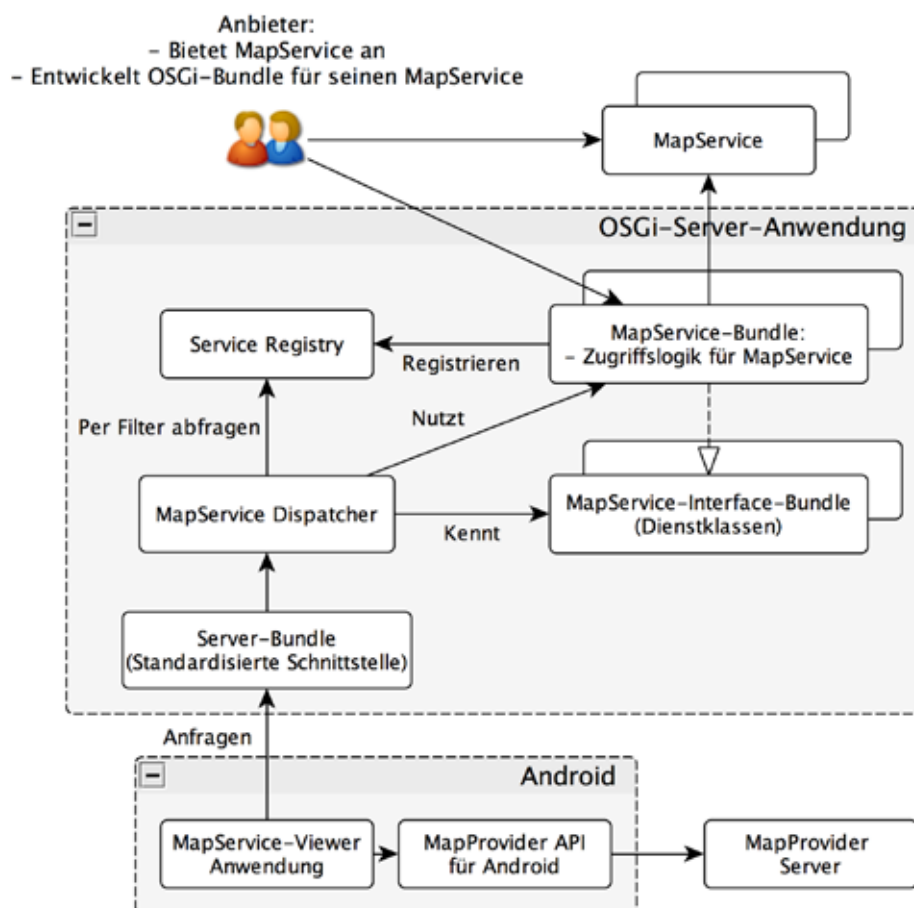 Anbieter:
- Bietet MapService an
- Entwickelt OSGi-Bundle für seinen MapService
MapService
OSGi-Server-Anwendung
Service Registry
Registrieren
MapService-Bundle:
- Zugriffslogik für MapService
Per Filter abfragen
Nutzt
MapService Dispatcher
Kennt
MapService-Interface-Bundle
(Dienstklassen)
Server-Bundle
(Standardisierte Schnittstelle)
Anfragen
Android
MapService-Viewer
Anwendung
MapProvider API
für Android
MapProvider
Server